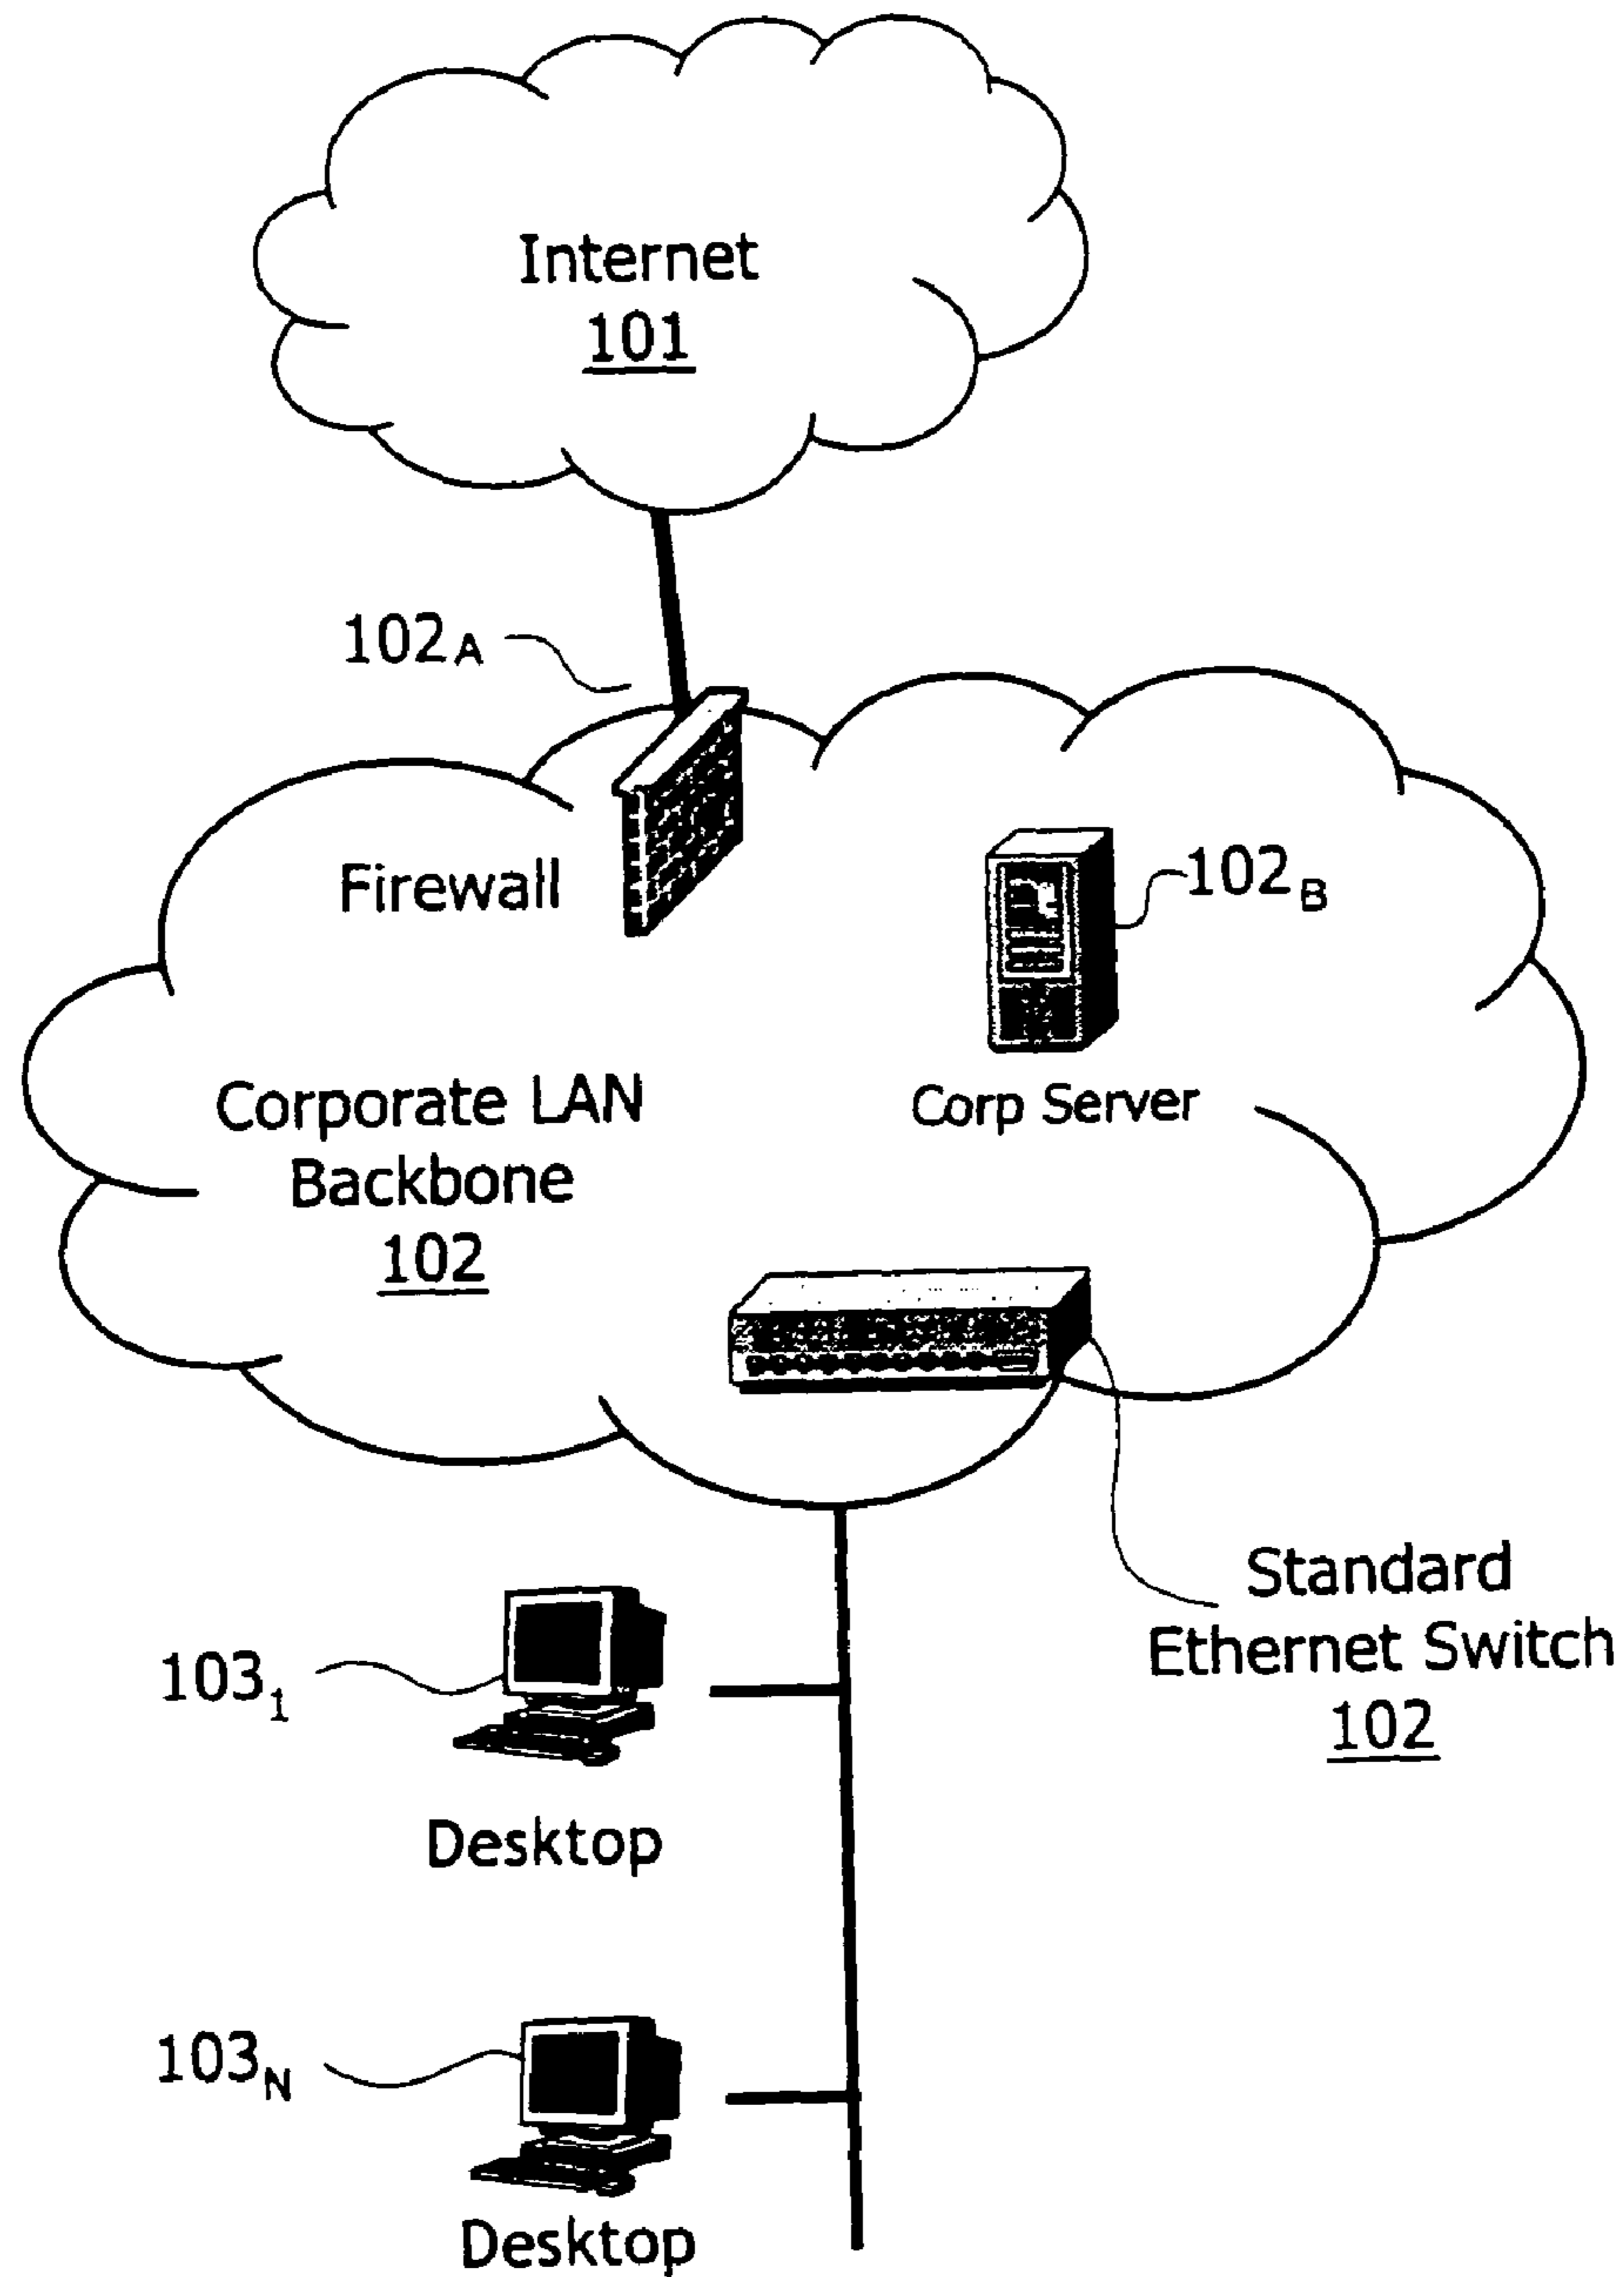 Internet
101
102A
Firewall
102B
Corporate LAN
Backbone
102
Corp Server
Standard
Ethernet Switch
102
1031
Desktop
103N
Desktop